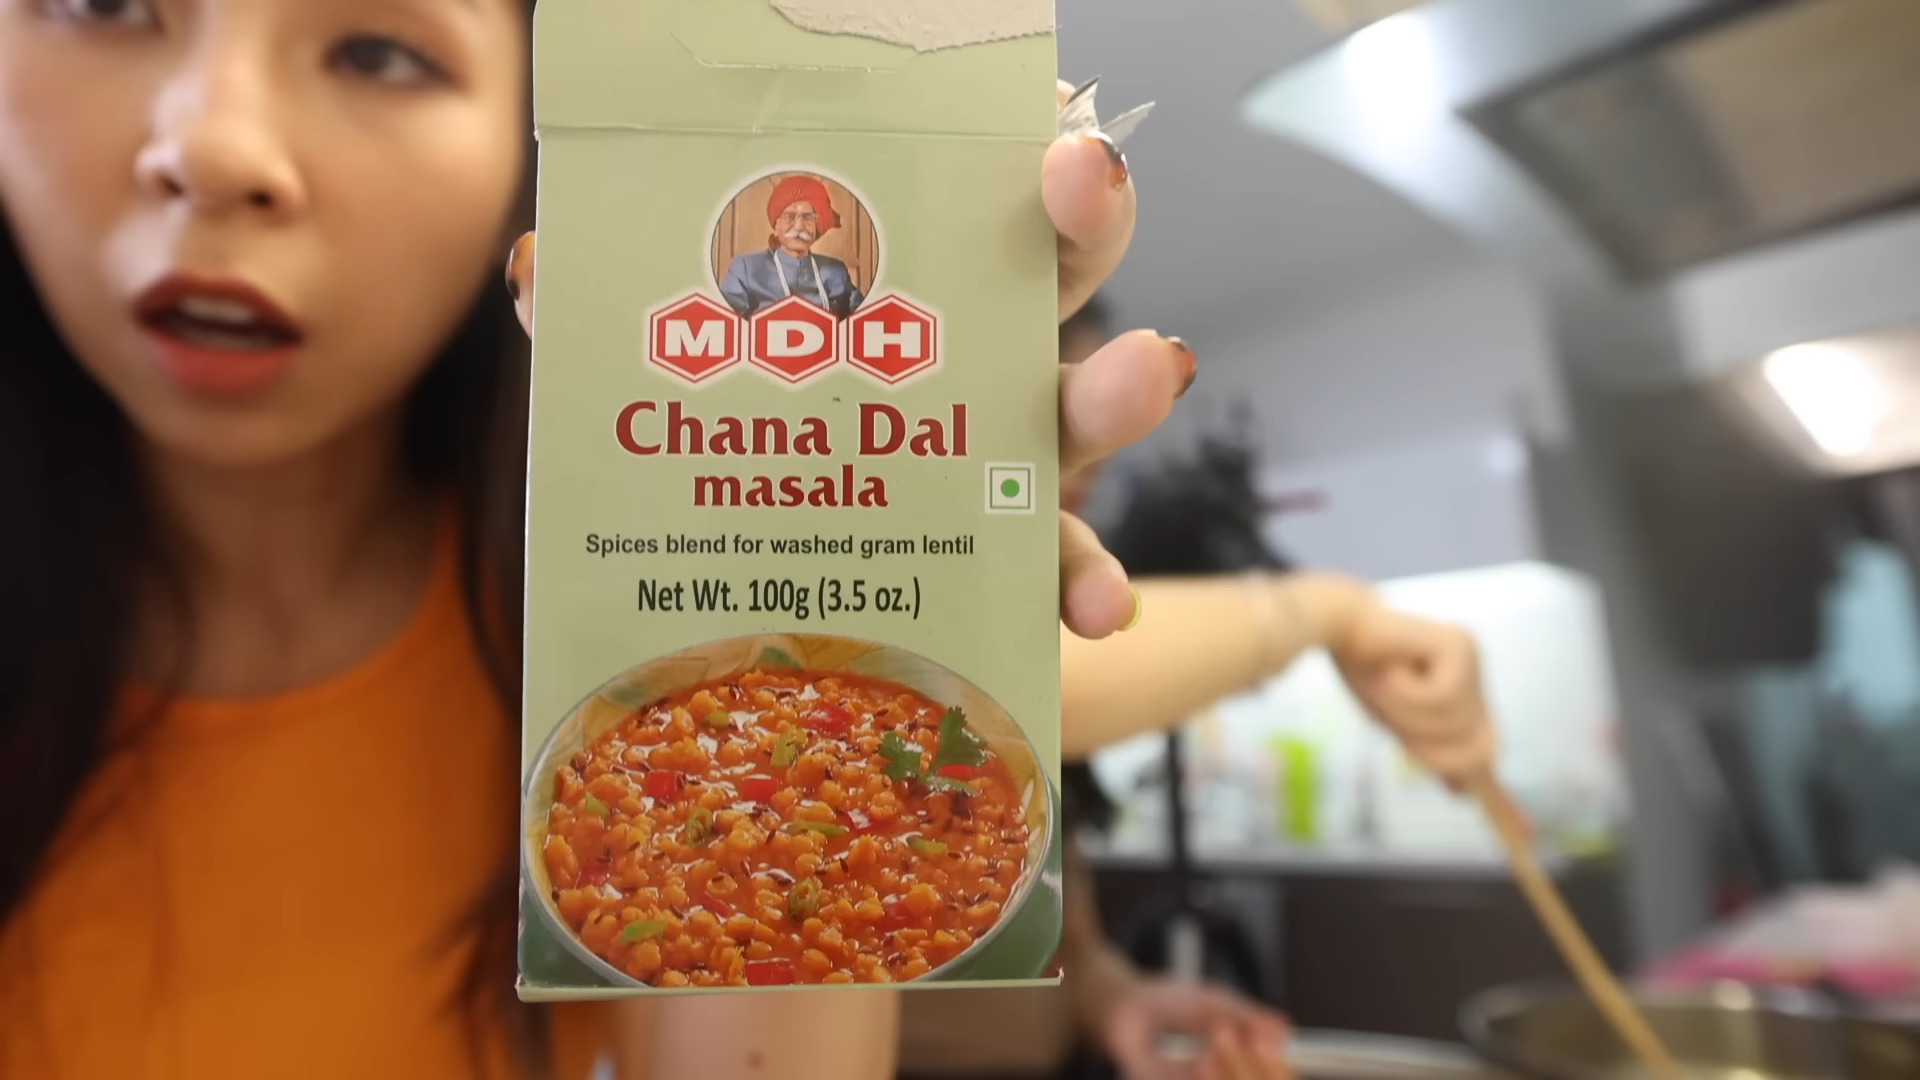 MDH
Chana Dal
masala
Spices blend for washed gram lentil
Net Wt. 100g (3.5 oz.)